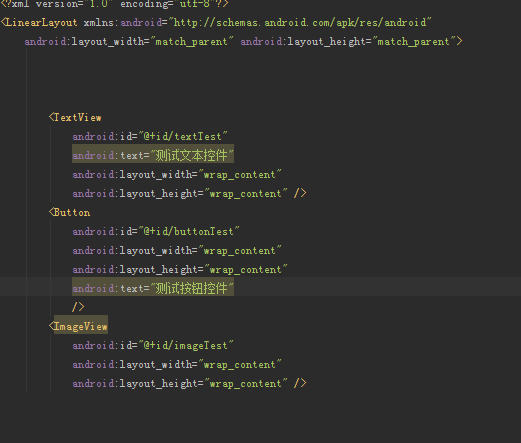 <?xml version="1.0" encoding="utf-8"?>
<LinearLayout xmlns:android="http://schemas.android.com/apk/res/android"
android:layout_width="match_parent" android:layout_height="match_parent">
<TextView
android:id="@+id/textTest"
android:text="测试文本控件"
android:layout_width="wrap_content"
android:layout_height="wrap_content" />
<Button
android:id="@+id/buttonTest"
android:layout_width="wrap_content"
android:layout_height="wrap_content"
android:text="测试按钮控件"
/>
<ImageView
android:id="@+id/imageTest"
android:layout_width="wrap_content"
android:layout_height="wrap_content" />